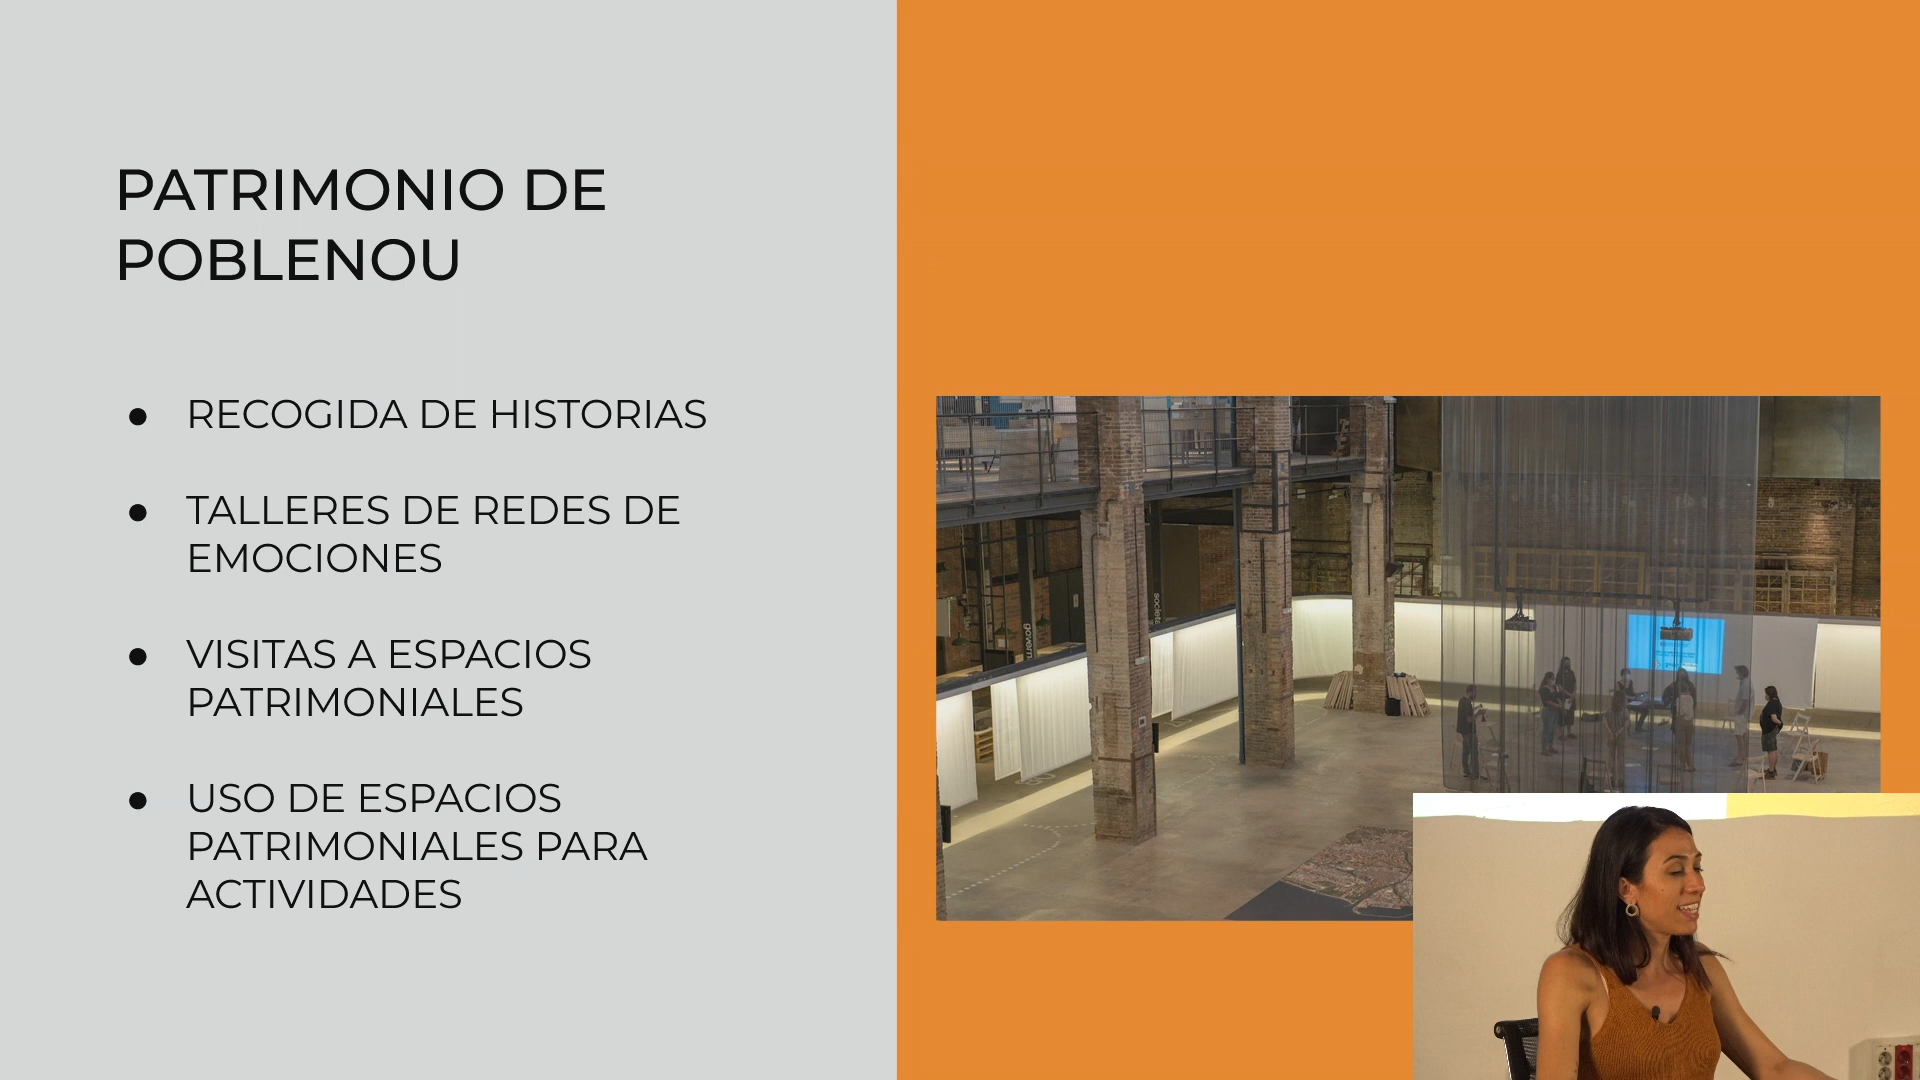 PATRIMONIO DE
POBLENOU
● RECOGIDA DE HISTORIAS
● TALLERES DE REDES DE
EMOCIONES
● VISITAS A ESPACIOS
PATRIMONIALES
● USO DE ESPACIOS
PATRIMONIALES PARA
ACTIVIDADES